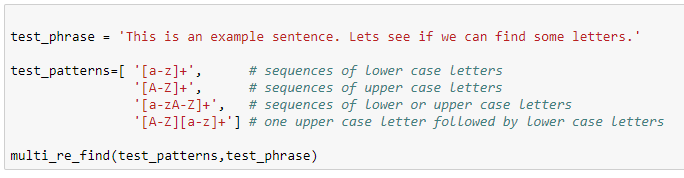 test_phrase = 'This is an example sentence. Lets see if we can find some letters.'
test_patterns=[ '[a-z]+',      # sequences of lower case letters
                '[A-Z]+',      # sequences of upper case letters
                '[a-zA-Z]+',   # sequences of lower or upper case letters
                '[A-Z][a-z]+'] # one upper case letter followed by lower case letters
multi_re_find(test_patterns,test_phrase)